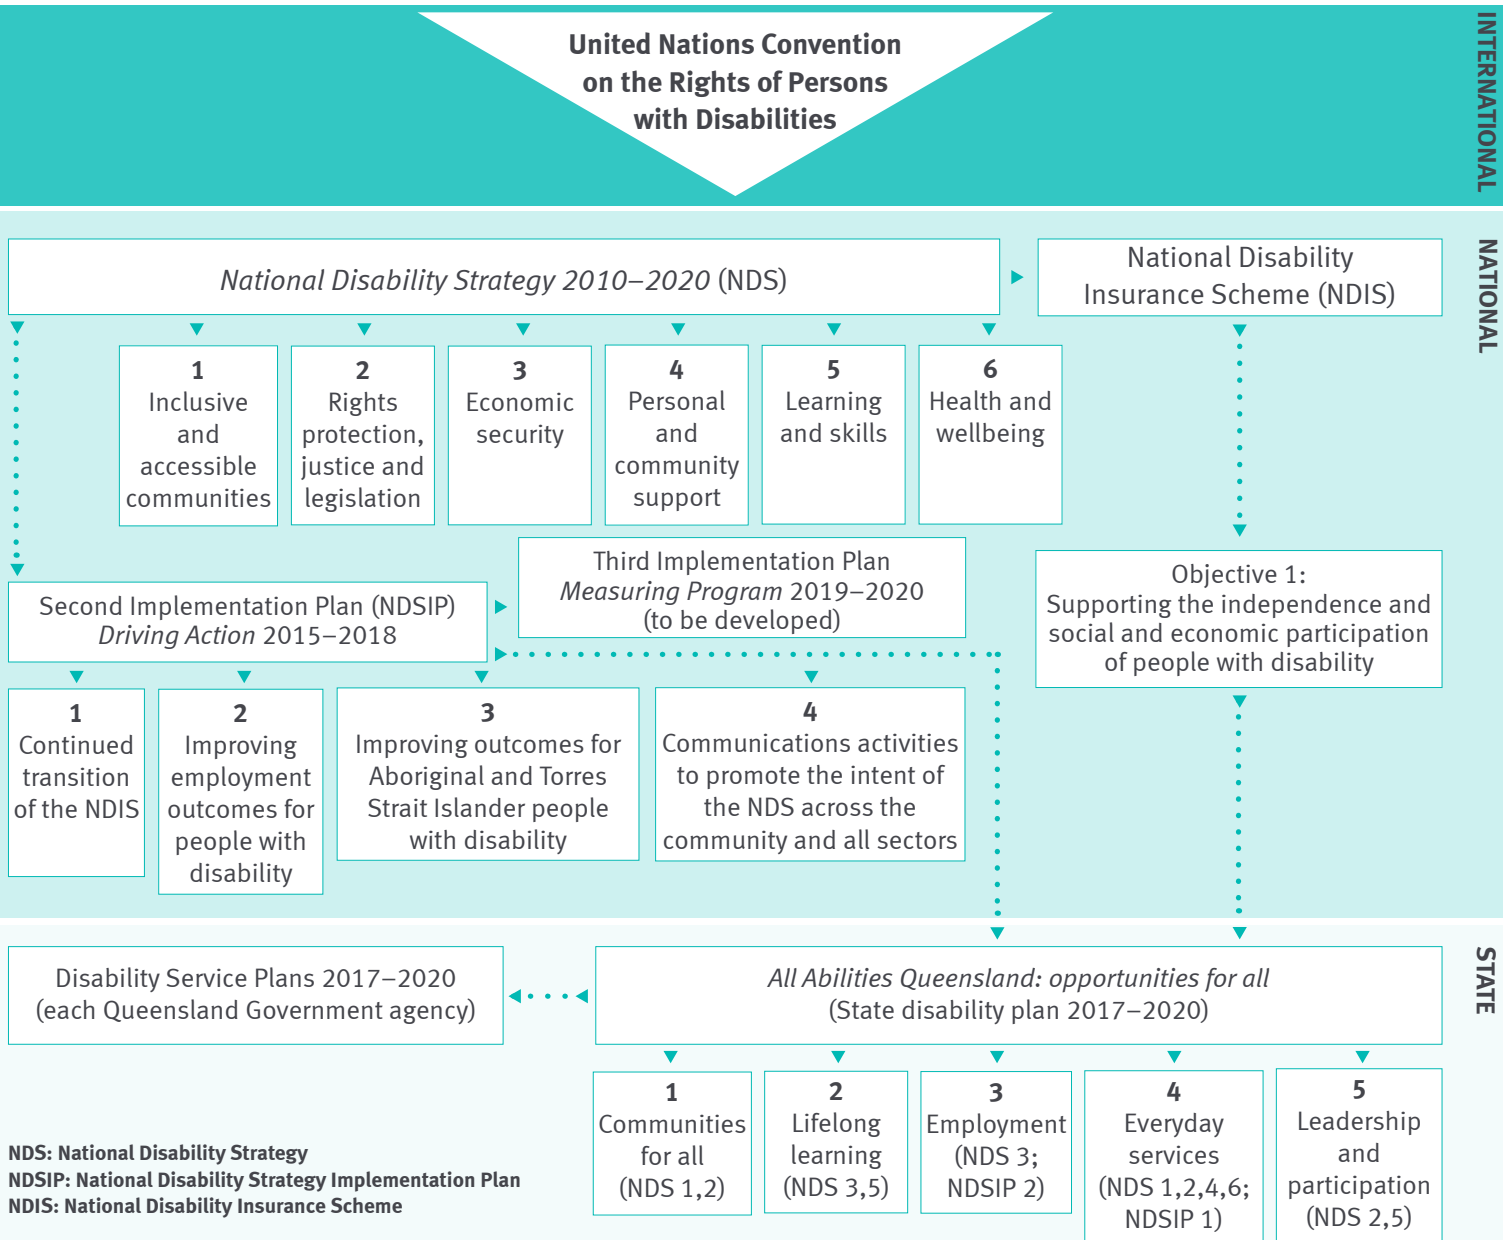 United Nations Convention
on the Rights of Persons
with Disabilities
INTERNATIONAL
National Disability Strategy 2010–2020 (NDS)
National Disability
Insurance Scheme (NDIS)
NATIONAL
1
Inclusive
and
accessible
communities
2
Rights
protection,
justice and
legislation
3
Economic
security
4
Personal
and
community
support
5
Learning
and skills
6
Health and
wellbeing
Second Implementation Plan (NDSIP)
Driving Action 2015–2018
Third Implementation Plan
Measuring Program 2019–2020
(to be developed)
Objective 1:
Supporting the independence and
social and economic participation
of people with disability
1
Continued
transition
of the NDIS
2
Improving
employment
outcomes for
people with
disability
3
Improving outcomes for
Aboriginal and Torres
Strait Islander people
with disability
4
Communications activities
to promote the intent of
the NDS across the
community and all sectors
STATE
Disability Service Plans 2017–2020
(each Queensland Government agency)
All Abilities Queensland: opportunities for all
(State disability plan 2017–2020)
1
Communities
for all
(NDS 1,2)
2
Lifelong
learning
(NDS 3,5)
3
Employment
(NDS 3;
NDSIP 2)
4
Everyday
services
(NDS 1,2,4,6;
NDSIP 1)
5
Leadership
and
participation
(NDS 2,5)
NDS: National Disability Strategy
NDSIP: National Disability Strategy Implementation Plan
NDIS: National Disability Insurance Scheme